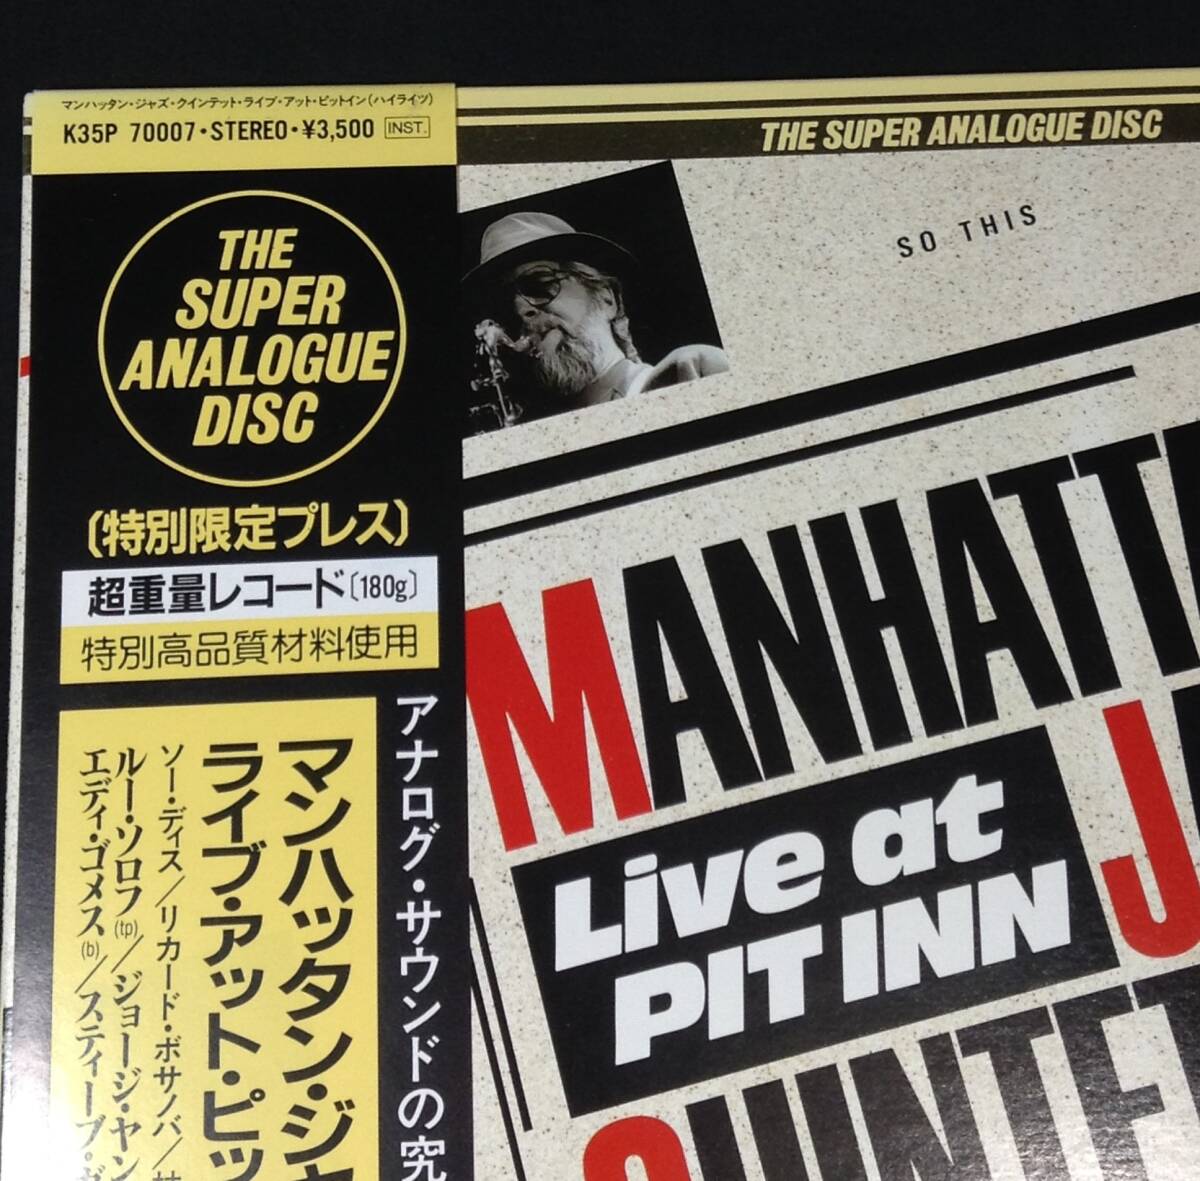 マンハッタン・ジャズ・クインテット・ライブ・アット・ピットイン(ハイライツ)
K35P 70007・STEREO・¥3,500 INST.
THE
SUPER
ANALOGUE
DISC
〔特別限定プレス〕
超重量レコード〔180g〕
特別高品質材料使用
アナログ・サウンドの究
マンハッタン・ジャ
ライブ・アット・ピッ
ソー・ディス/リカード・ボサノバ/
ルー・ソロフ(tp)/ジョージ・ヤン
エディ・ゴメス(b)/スティーブ・ガ
THE SUPER ANALOGUE DISC
SO THIS
MANHATT
JA
Live at
PIT INN
QUINTET